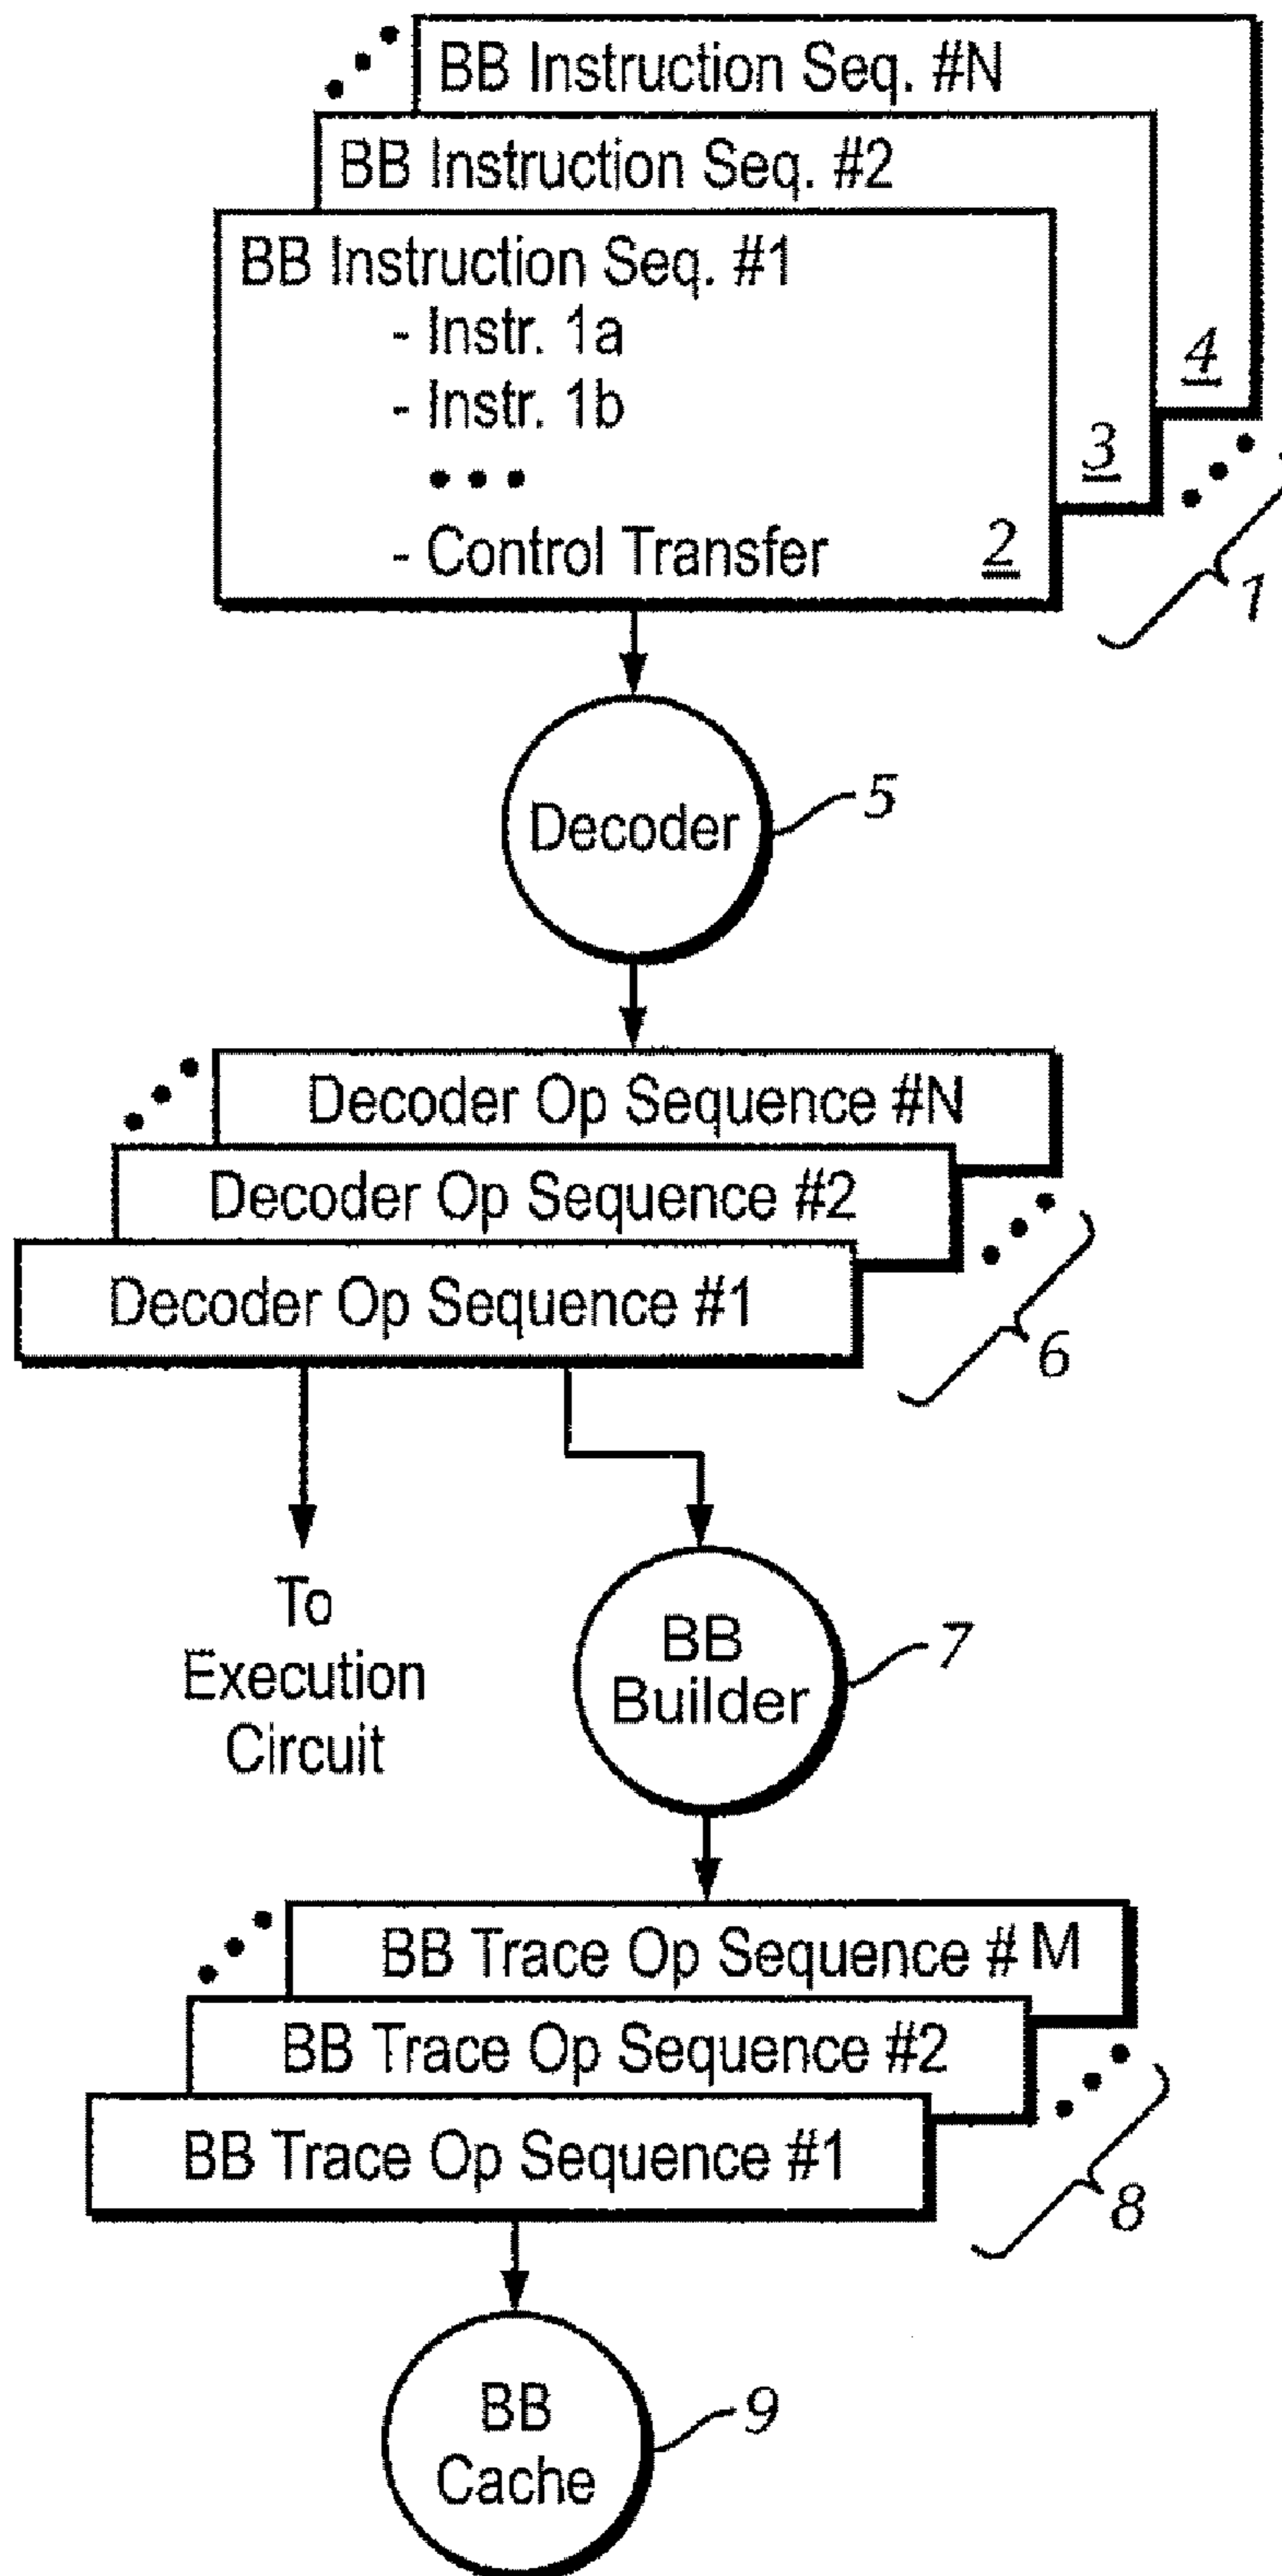 BB Instruction Seq. #N
BB Instruction Seq. #2
BB Instruction Seq. #1
- Instr. 1a
- Instr. 1b
• • •
- Control Transfer
2
3
4
1
Decoder
5
Decoder Op Sequence #N
Decoder Op Sequence #2
Decoder Op Sequence #1
6
To
Execution
Circuit
BB
Builder
7
BB Trace Op Sequence # M
BB Trace Op Sequence #2
BB Trace Op Sequence #1
8
BB
Cache
9